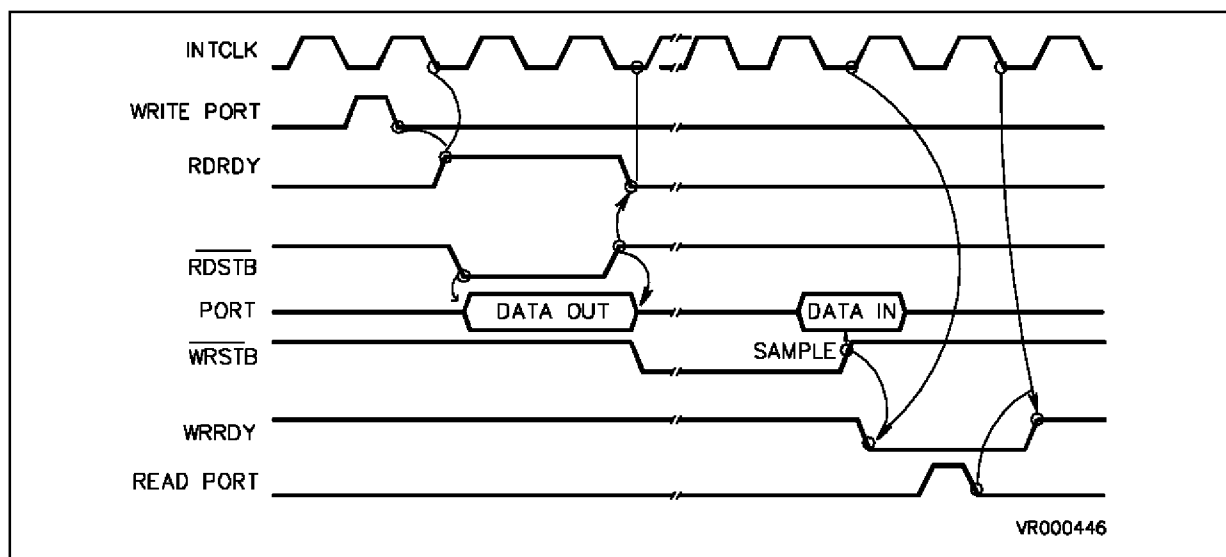 INTCLK
WRITE PORT
RDRDY
RDSTB
PORT DATA OUT DATA IN
WRSTB SAMPLE
WRRDY
READ PORT
VR000446